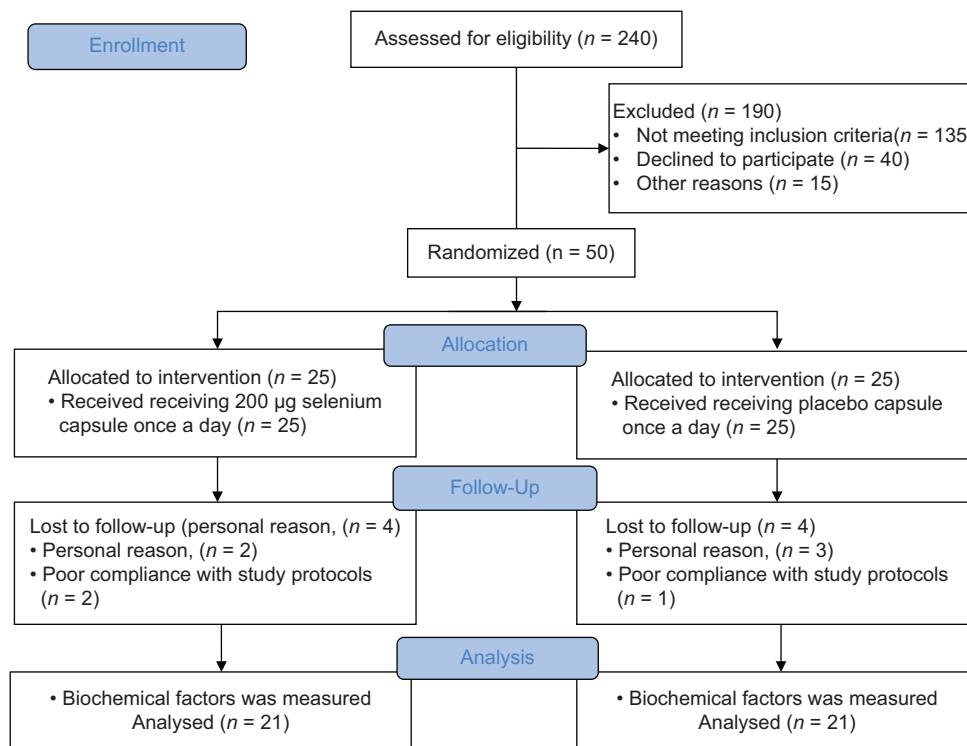 Enrollment
Assessed for eligibility (n = 240)
Excluded (n = 190)
• Not meeting inclusion criteria(n = 135
• Declined to participate (n = 40)
• Other reasons (n = 15)
Randomized (n = 50)
Allocation
Allocated to intervention (n = 25)
• Received receiving 200 µg selenium
capsule once a day (n = 25)
Allocated to intervention (n = 25)
• Received receiving placebo capsule
once a day (n = 25)
Follow-Up
Lost to follow-up (personal reason, (n = 4)
• Personal reason, (n = 2)
• Poor compliance with study protocols
(n = 2)
Lost to follow-up (n = 4)
• Personal reason, (n = 3)
• Poor compliance with study protocols
(n = 1)
Analysis
• Biochemical factors was measured
Analysed (n = 21)
• Biochemical factors was measured
Analysed (n = 21)